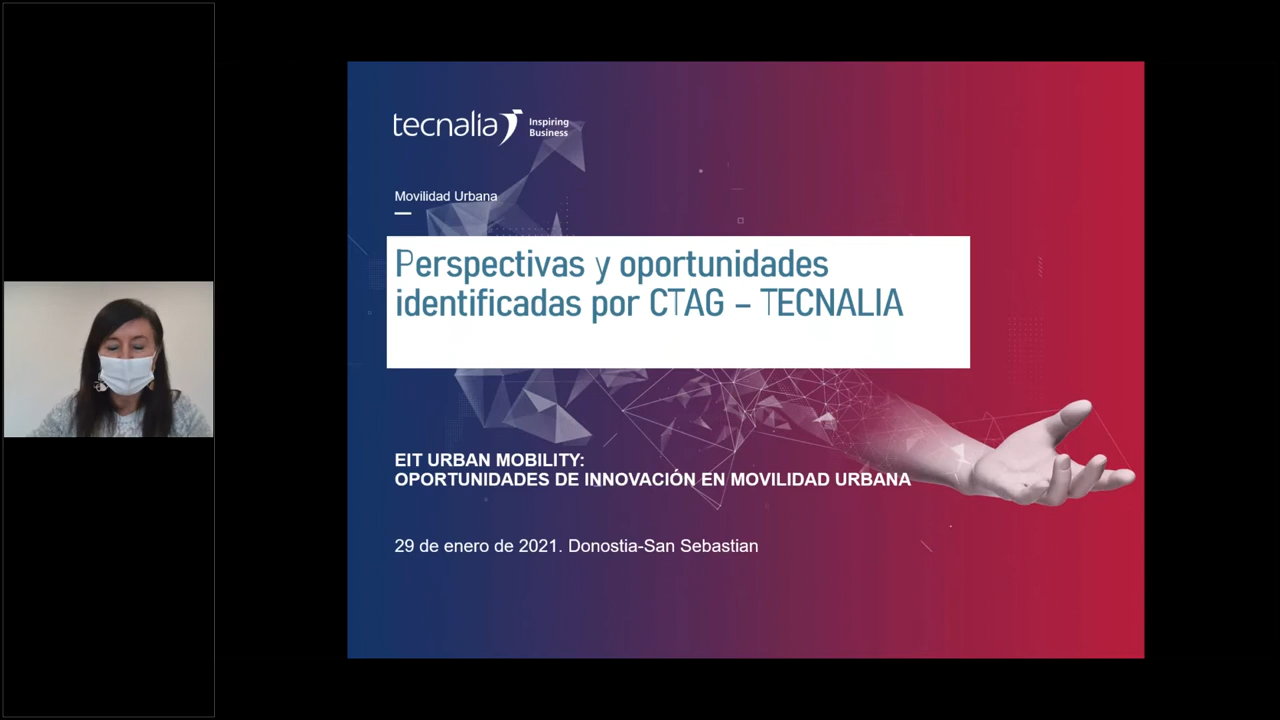 tecnalia
Inspiring
Business
Movilidad Urbana
Perspectivas y oportunidades
identificadas por CTAG – TECNALIA
EIT URBAN MOBILITY:
OPORTUNIDADES DE INNOVACIÓN EN MOVILIDAD URBANA
29 de enero de 2021. Donostia-San Sebastian